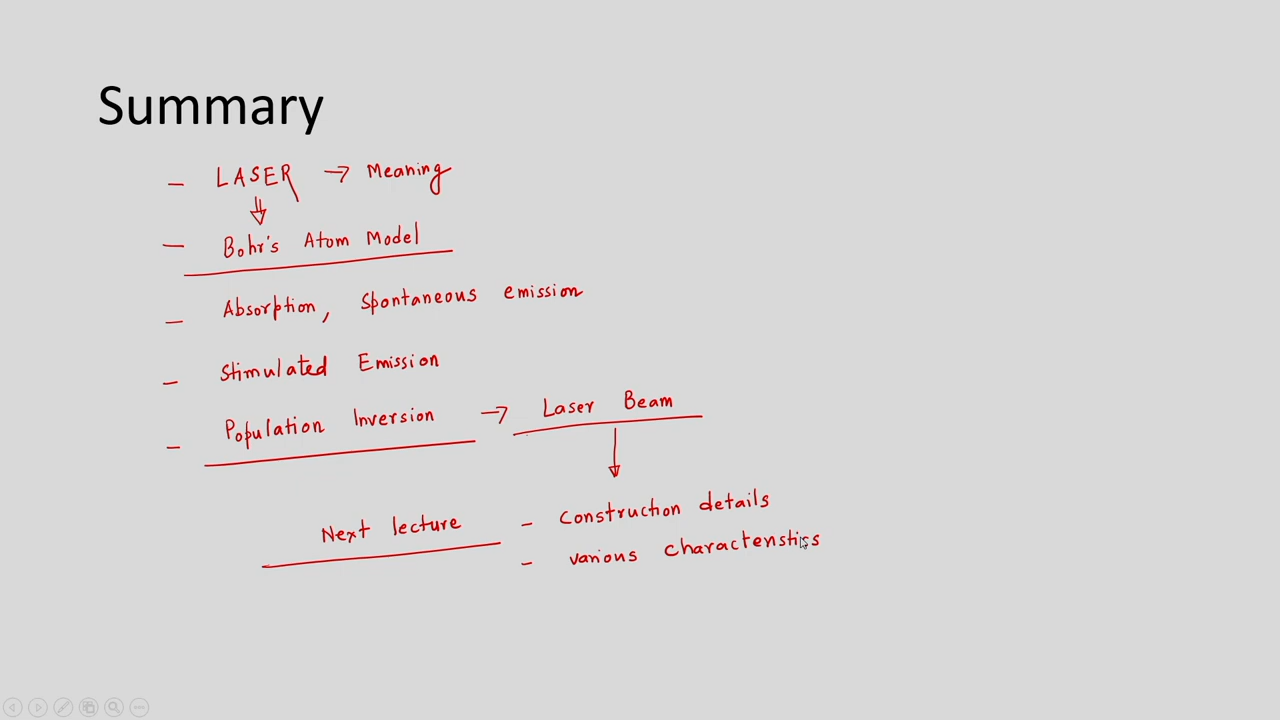 Summary
- LASER → Meaning
⇓
- Bohr's Atom Model
- Absorption, Spontaneous emission
- Stimulated Emission
- Population Inversion → Laser Beam
↓
Next lecture - Construction details
- various characteristics